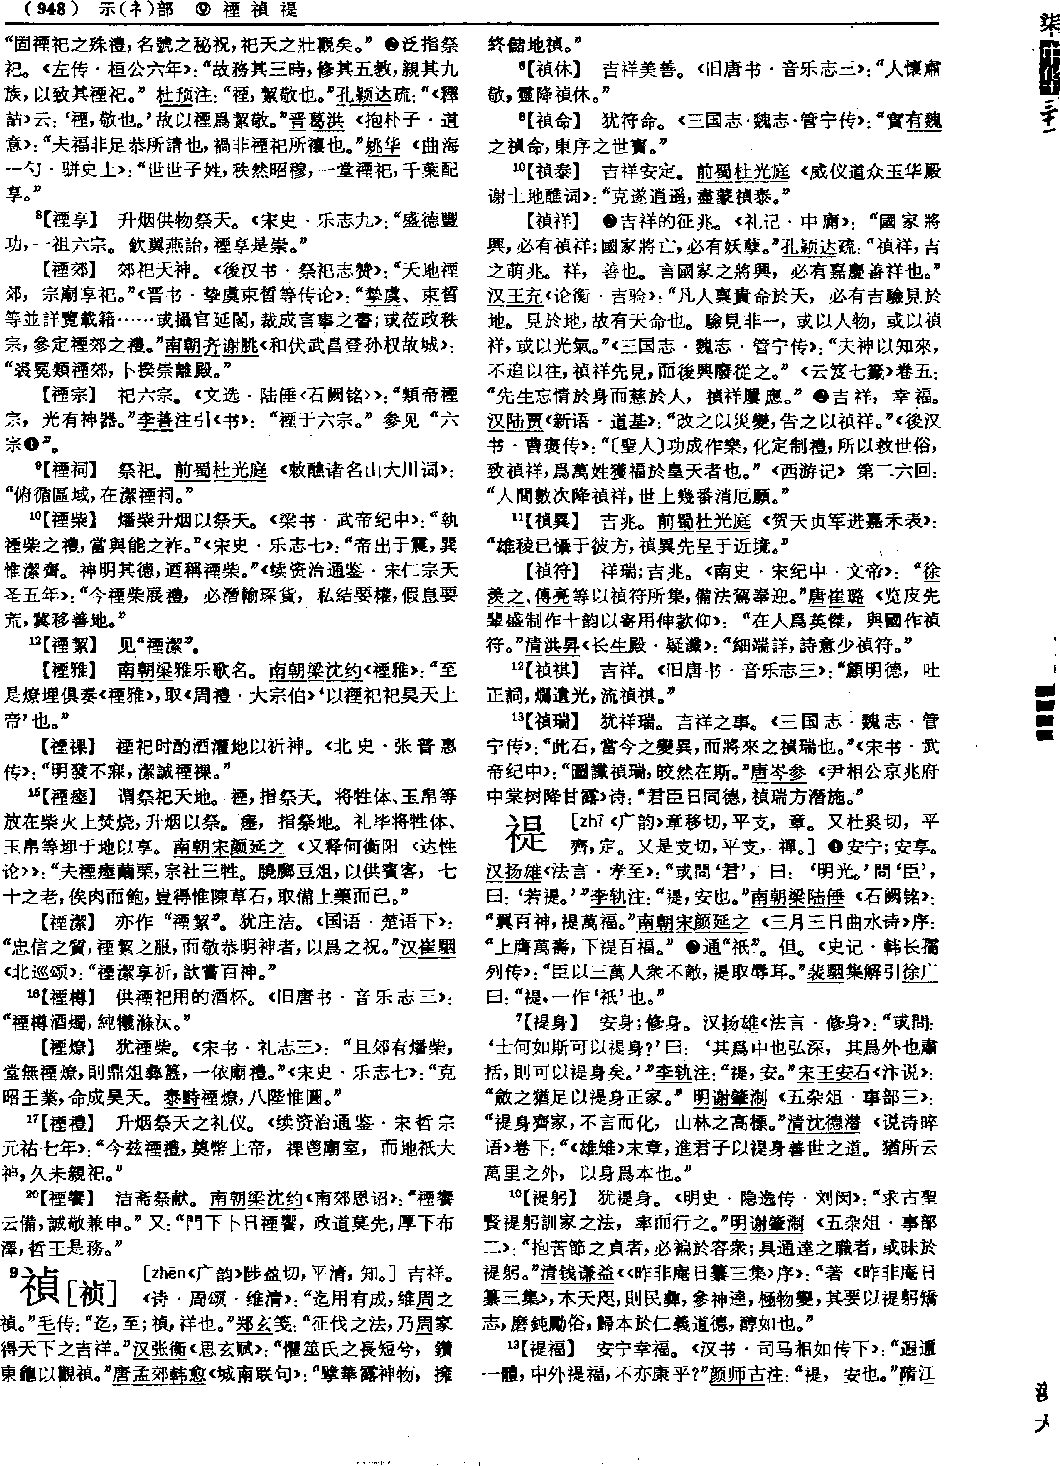 （948） 示(礻)部 ⑨ 禋 禎 禔
“固禋祀之殊禮，名號之秘祝，祀天之壯觀矣。” ❷泛指祭
祀。《左传·桓公六年》：“故務其三時，修其五教，親其九
族，以致其禋祀。” 杜预注：“禋，絜敬也。”孔颖达疏：“《釋
詁》云：‘禋，敬也。’故以禋爲絜敬。”晋葛洪《抱朴子·道
意》：“夫福非足恭所請也，禍非禋祀所禳也。”姚华《曲海
一勺·骈史上》：“世世子姓，秩然昭穆，一堂禋祀，千葉配
享。”
⁸【禋享】 升烟供物祭天。《宋史·乐志九》：“盛德豐
功，一祖六宗。欽翼燕詒，禋享是崇。”
【禋郊】 郊祀天神。《後汉书·祭祀志赞》：“天地禋
郊，宗廟享祀。”《晋书·挚虞束晳等传论》：“摯虞、束晳
等並詳覽載籍……或攝官延閣，裁成言事之書；或莅政秩
宗，參定禋郊之禮。”南朝齐谢朓《和伏武昌登孙权故城》：
“裘冕類禋郊，卜揆崇離殿。”
【禋宗】 祀六宗。《文选·陆倕〈石阙铭〉》：“類帝禋
宗，光有神器。”李善注引《书》：“禋于六宗。”参见“六
宗❶”。
⁹【禋祠】 祭祀。前蜀杜光庭《敕醮诸名山大川词》：
“俯循區域，在潔禋祠。”
¹⁰【禋柴】 燔柴升烟以祭天。《梁书·武帝纪中》：“執
禋柴之禮，當與能之祚。”《宋史·乐志七》：“帝出于震，巽
惟潔齊。神明其德，迺稱禋柴。”《续资治通鉴·宋仁宗天
圣五年》：“今禋柴展禮，必潛輸琛貨，私結要權，假息要
荒，冀移善地。”
¹²【禋絜】 见“禋潔”。
【禋雅】 南朝梁雅乐歌名。南朝梁沈约《禋雅》：“至
是燎埋俱奏《禋雅》，取《周禮·大宗伯》‘以禋祀祀昊天上
帝’也。”
【禋祼】 禋祀时酌酒灌地以祈神。《北史·张普惠
传》：“明發不寐，潔誠禋祼。”
¹⁵【禋瘞】 谓祭祀天地。禋，指祭天。将牲体、玉帛等
放在柴火上焚烧，升烟以祭。瘞，指祭地。礼毕将牲体、
玉帛等埋于地以享。南朝宋颜延之《又释何衡阳〈达性
论〉》：“夫禋瘞繭栗，宗社三牲。曉膋豆俎，以供賓客，七
十之老，俟肉而飽，豈得惟陳草石，取備上藥而已。”
【禋潔】 亦作“禋絜”。犹庄洁。《国语·楚语下》：
“忠信之質，禋絜之服，而敬恭明神者，以爲之祝。”汉崔駰
《北巡颂》：“禋潔享祈，歆嘗百神。”
¹⁶【禋樽】 供禋祀用的酒杯。《旧唐书·音乐志三》：
“禋樽酒燭，純犧滌汰。”
【禋燎】 犹禋柴。《宋书·礼志三》：“且郊有燔柴，
堂無禋燎，則鼎俎彝簋，一依廟禮。”《宋史·乐志七》：“克
昭王業，命成昊天。泰畤禋燎，八陛惟圓。”
¹⁷【禋禮】 升烟祭天之礼仪。《续资治通鉴·宋哲宗
元祐七年》：“今兹禋禮，奠幣上帝，祼鬯廟室，而地祇大
神，久未親祀。”
²⁰【禋饗】 洁斋祭献。南朝梁沈约《南郊恩诏》：“禋饗
云備，誠敬兼申。”又：“門下卜日禋饗，政道莫先，厚下布
澤，哲王是務。”
⁹禎［祯］ ［zhēn《广韵》陟盈切，平清，知。］ 吉祥。
《诗·周颂·维清》：“迄用有成，維周之
禎。”毛传：“迄，至；禎，祥也。”郑玄笺：“征伐之法，乃周家
得天下之吉祥。”汉张衡《思玄赋》：“懼筮氏之長短兮，鑽
東龜以觀禎。”唐孟郊韩愈《城南联句》：“擘華露神物，擁
終儲地禎。”
⁶【禎休】 吉祥美善。《旧唐书·音乐志三》：“人懷肅
敬，靈降禎休。”
⁸【禎命】 犹符命。《三国志·魏志·管宁传》：“實有魏
之禎命，東序之世寶。”
¹⁰【禎泰】 吉祥安定。前蜀杜光庭《威仪道众玉华殿
谢土地醮词》：“克遂逍遥，盡蒙禎泰。”
【禎祥】 ❶吉祥的征兆。《礼记·中庸》：“國家將
興，必有禎祥；國家將亡，必有妖孽。”孔颖达疏：“禎祥，吉
之萌兆。祥，善也。言國家之將興，必有嘉慶善祥也。”
汉王充《论衡·吉验》：“凡人稟貴命於天，必有吉驗見於
地。見於地，故有天命也。驗見非一，或以人物，或以禎
祥，或以光氣。”《三国志·魏志·管宁传》：“夫神以知來，
不追以往，禎祥先見，而後興廢從之。”《云笈七籤》卷五：
“先生忘情於身而慈於人，禎祥屢應。” ❷吉祥，幸福。
汉陆贾《新语·道基》：“改之以災變，告之以禎祥。”《後汉
书·曹褒传》：“〔聖人〕功成作樂，化定制禮，所以救世俗，
致禎祥，爲萬姓獲福於皇天者也。”《西游记》第二六回：
“人間數次降禎祥，世上幾番消厄願。”
¹¹【禎異】 吉兆。前蜀杜光庭《贺天贞军进嘉禾表》：
“雄稜已懾于彼方，禎異先呈于近境。”
【禎符】 祥瑞；吉兆。《南史·宋纪中·文帝》：“徐
羨之、傅亮等以禎符所集，備法駕奉迎。”唐崔璐《览皮先
辈盛制作十韵以寄用伸款仰》：“在人爲英傑，與國作禎
符。”清洪昇《长生殿·疑讖》：“細端詳，詩意少禎符。”
¹²【禎祺】 吉祥。《旧唐书·音乐志三》：“顧明德，吐
正詞，爛遺光，流禎祺。”
¹³【禎瑞】 犹祥瑞。吉祥之事。《三国志·魏志·管
宁传》：“此石，當今之變異，而將來之禎瑞也。”《宋书·武
帝纪中》：“圖讖禎瑞，皎然在斯。”唐岑参《尹相公京兆府
中棠树降甘露》诗：“君臣日同德，禎瑞方潛施。”
禔 ［zhī《广韵》章移切，平支，章。又杜奚切，平
齊，定。又是支切，平支，禪。］ ❶安宁；安享。
汉扬雄《法言·孝至》：“或問‘君’，曰：‘明光。’問‘臣’，
曰：‘若禔。’”李轨注：“禔，安也。”南朝梁陆倕《石阙铭》：
“翼百神，禔萬福。”南朝宋颜延之《三月三日曲水诗》序：
“上膺萬壽，下禔百福。” ❷通“祇”。但。《史记·韩长孺
列传》：“臣以三萬人衆不敵，禔取辱耳。”裴駰集解引徐广
曰：“禔，一作‘祇’也。”
⁷【禔身】 安身；修身。汉扬雄《法言·修身》：“或問：
‘士何如斯可以禔身？’曰：‘其爲中也弘深，其爲外也肅
括，則可以禔身矣。’”李轨注：“禔，安。”宋王安石《汴说》：
“斂之猶足以禔身正家。” 明谢肇淛《五杂俎·事部三》：
“禔身齊家，不言而化，山林之高標。”清沈德潜《说诗晬
语》卷下：“《雄雉》末章，進君子以禔身善世之道。猶所云
萬里之外，以身爲本也。”
¹⁰【禔躬】 犹禔身。《明史·隐逸传·刘闵》：“求古聖
賢禔躬訓家之法，率而行之。”明谢肇淛《五杂俎·事部
二》：“抱苦節之貞者，必褊於容衆；具通達之職者，或昧於
禔躬。”清钱谦益《〈昨非庵日纂三集〉序》：“著《昨非庵日
纂三集》，本天咫，則民彝，參神逵，極物變，其要以禔躬矯
志，磨鈍勵俗，歸本於仁義道德，醇如也。”
¹³【禔福】 安宁幸福。《汉书·司马相如传下》：“遐邇
一體，中外禔福，不亦康乎？”颜师古注：“禔，安也。”隋江